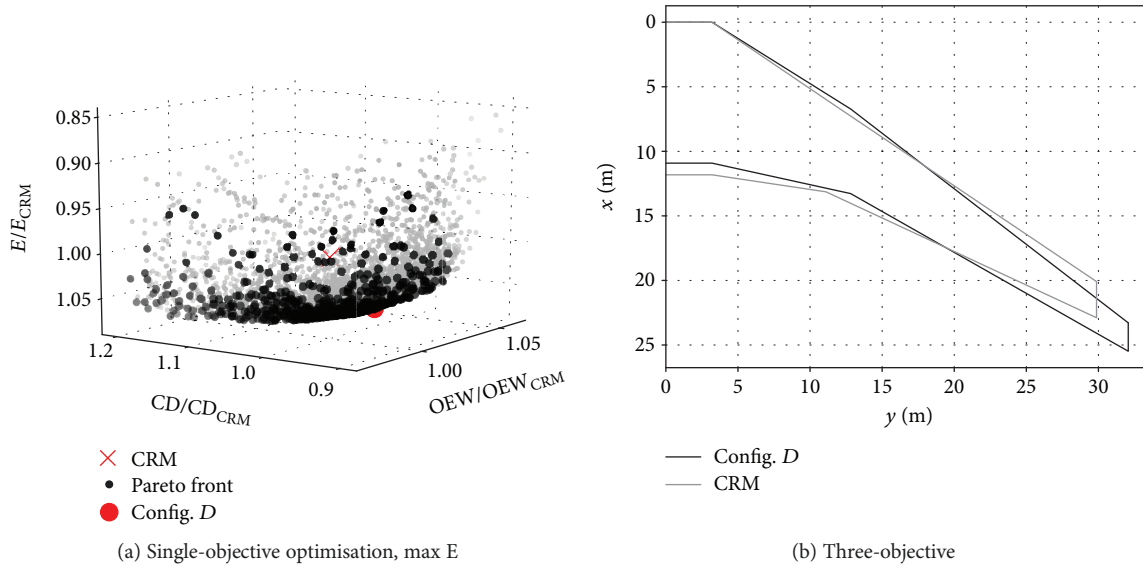 0.85
0.90
0.95
1.00
1.05
E/E_CRM
1.2
1.1
1.0
0.9
CD/CD_CRM
1.00
1.05
OEW/OEW_CRM
CRM
Pareto front
Config. D
(a) Single-objective optimisation, max E
0
5
10
15
20
25
x (m)
0 5 10 15 20 25 30
y (m)
Config. D
CRM
(b) Three-objective